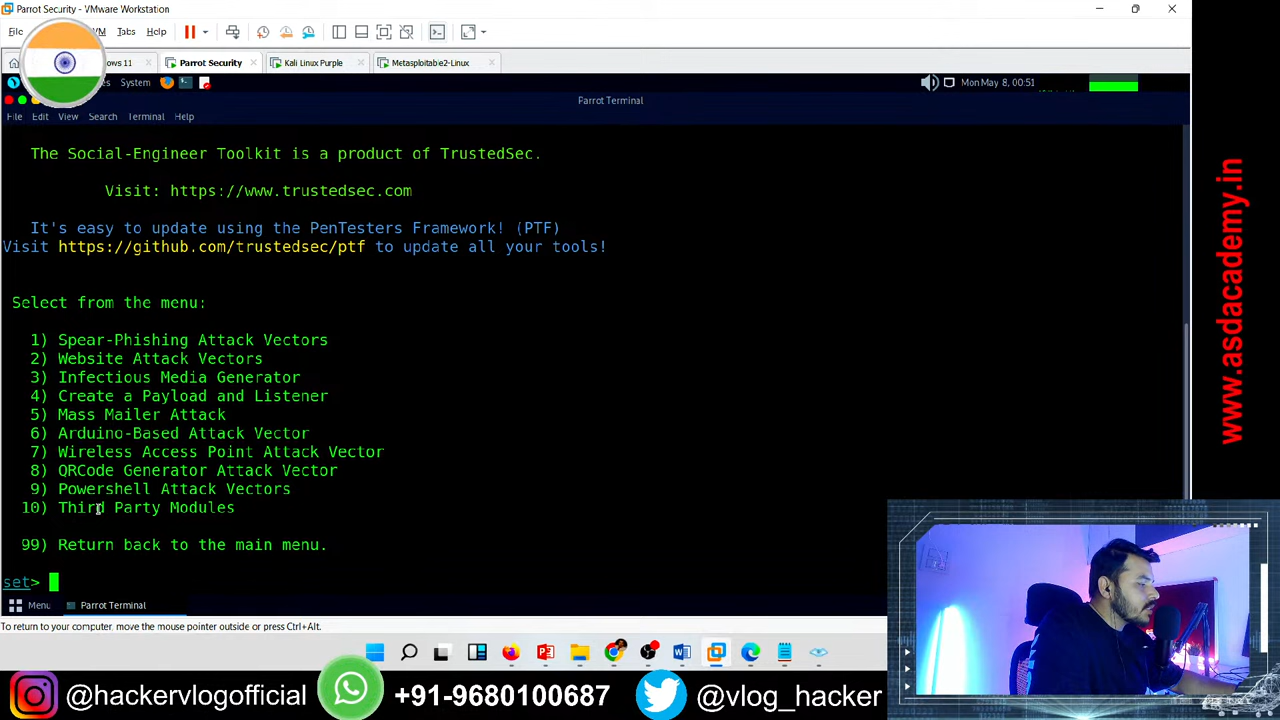 Parrot Security - VMware Workstation
File
VM
Tabs
Help
Parrot Security
Kali Linux Purple
Metasploitable2-Linux
System
Mon May 8, 00:51
Parrot Terminal
File Edit View Search Terminal Help
The Social-Engineer Toolkit is a product of TrustedSec.
Visit: https://www.trustedsec.com
It's easy to update using the PenTesters Framework! (PTF)
Visit https://github.com/trustedsec/ptf to update all your tools!
Select from the menu:
1) Spear-Phishing Attack Vectors
2) Website Attack Vectors
3) Infectious Media Generator
4) Create a Payload and Listener
5) Mass Mailer Attack
6) Arduino-Based Attack Vector
7) Wireless Access Point Attack Vector
8) QRCode Generator Attack Vector
9) Powershell Attack Vectors
10) Third Party Modules
99) Return back to the main menu.
set>
Menu
Parrot Terminal
To return to your computer, move the mouse pointer outside or press Ctrl+Alt.
www.asdacademy.in
@hackervlogofficial
+91-9680100687
@vlog_hacker